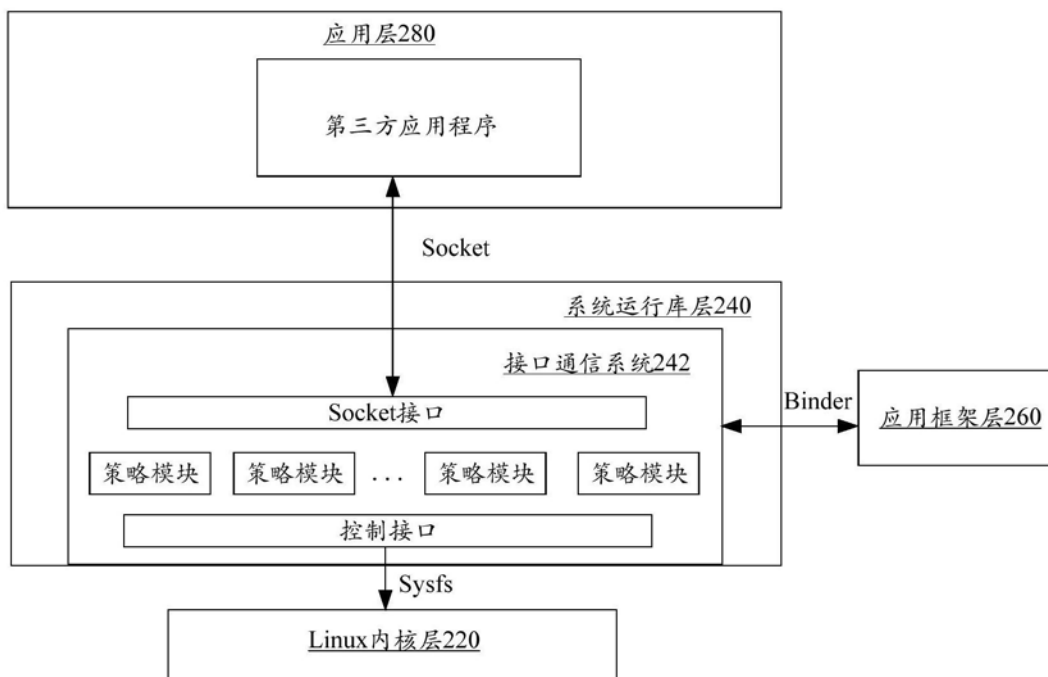 应用层280
第三方应用程序
Socket
系统运行库层240
接口通信系统242
Socket接口
Binder
应用框架层260
策略模块 策略模块 ... 策略模块 策略模块
控制接口
Sysfs
Linux内核层220